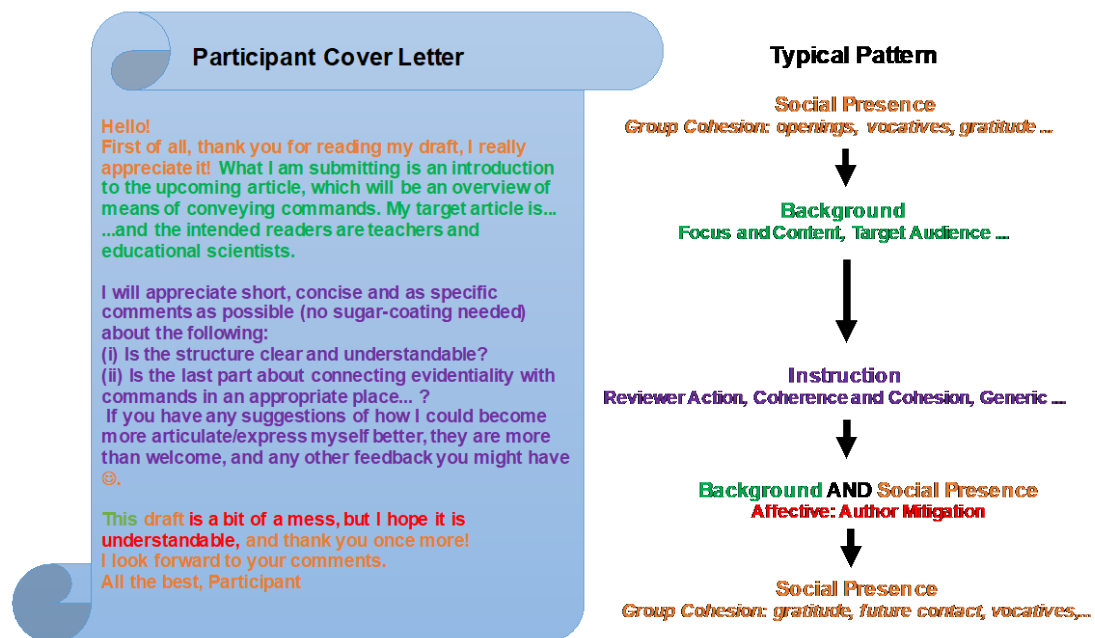 Participant Cover Letter
Hello!
First of all, thank you for reading my draft, I really
appreciate it! What I am submitting is an introduction
to the upcoming article, which will be an overview of
means of conveying commands. My target article is...
...and the intended readers are teachers and
educational scientists.
I will appreciate short, concise and as specific
comments as possible (no sugar-coating needed)
about the following:
(i) Is the structure clear and understandable?
(ii) Is the last part about connecting evidentiality with
commands in an appropriate place... ?
If you have any suggestions of how I could become
more articulate/express myself better, they are more
than welcome, and any other feedback you might have
☺.
This draft is a bit of a mess, but I hope it is
understandable, and thank you once more!
I look forward to your comments.
All the best, Participant
Typical Pattern
Social Presence
Group Cohesion: openings, vocatives, gratitude ...
Background
Focus and Content, Target Audience ...
Instruction
Reviewer Action, Coherence and Cohesion, Generic ...
Background AND Social Presence
Affective: Author Mitigation
Social Presence
Group Cohesion: gratitude, future contact, vocatives,...